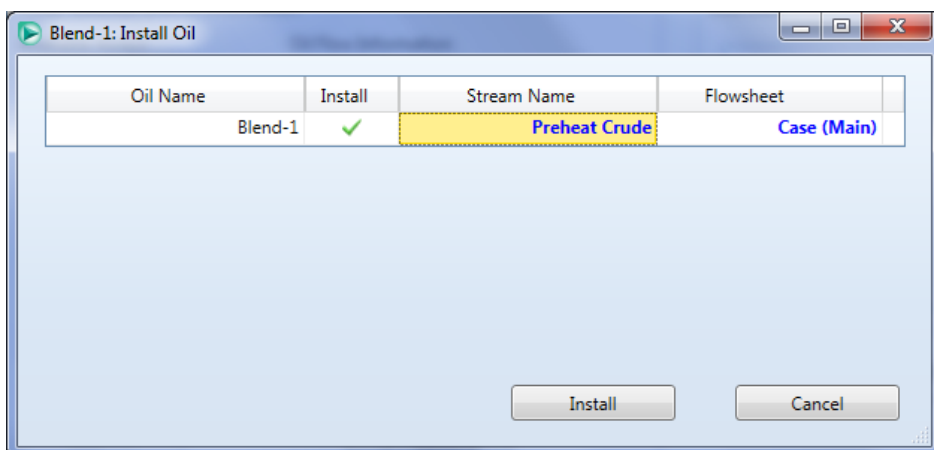 Blend-1: Install Oil
Oil Name Install Stream Name Flowsheet
Blend-1 Preheat Crude Case (Main)
Install Cancel